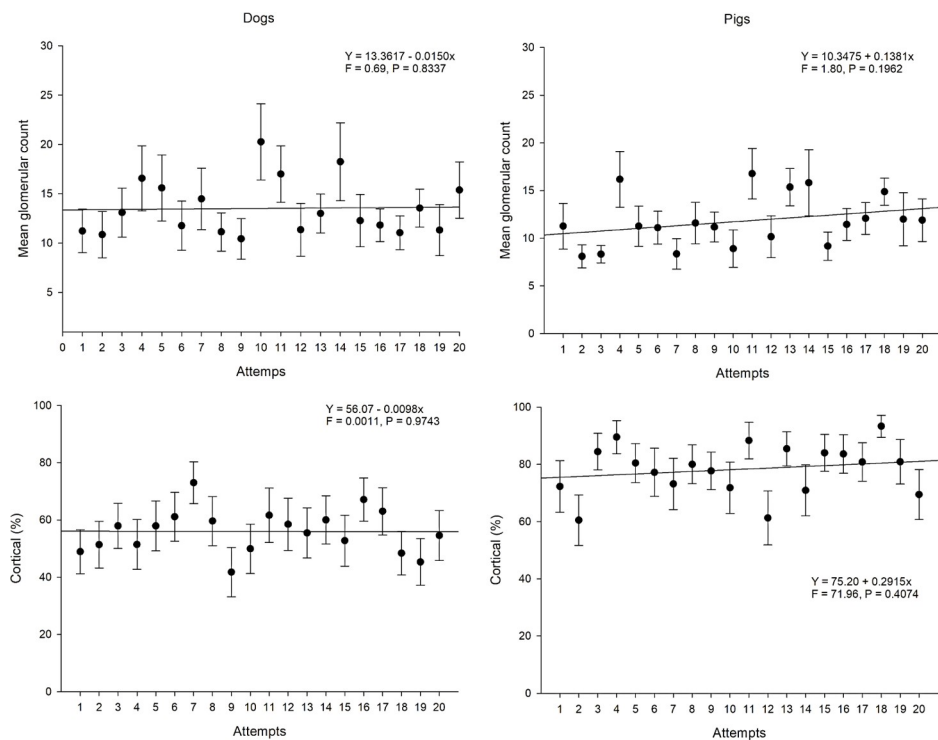 Dogs
Pigs
Y = 13.3617 - 0.0150x
F = 0.69, P = 0.8337
Mean glomerular count
30
25
20
15
10
5
0 1 2 3 4 5 6 7 8 9 10 11 12 13 14 15 16 17 18 19 20
Attemps
Y = 10.3475 + 0.1381x
F = 1.80, P = 0.1962
Mean glomerular count
30
25
20
15
10
5
0
1 2 3 4 5 6 7 8 9 10 11 12 13 14 15 16 17 18 19 20
Attempts
Y = 56.07 - 0.0098x
F = 0.0011, P = 0.9743
Cortical (%)
100
80
60
40
20
0
1 2 3 4 5 6 7 8 9 10 11 12 13 14 15 16 17 18 19 20
Attempts
Cortical (%)
100
80
60
40
20
0
Y = 75.20 + 0.2915x
F = 71.96, P = 0.4074
1 2 3 4 5 6 7 8 9 10 11 12 13 14 15 16 17 18 19 20
Attempts